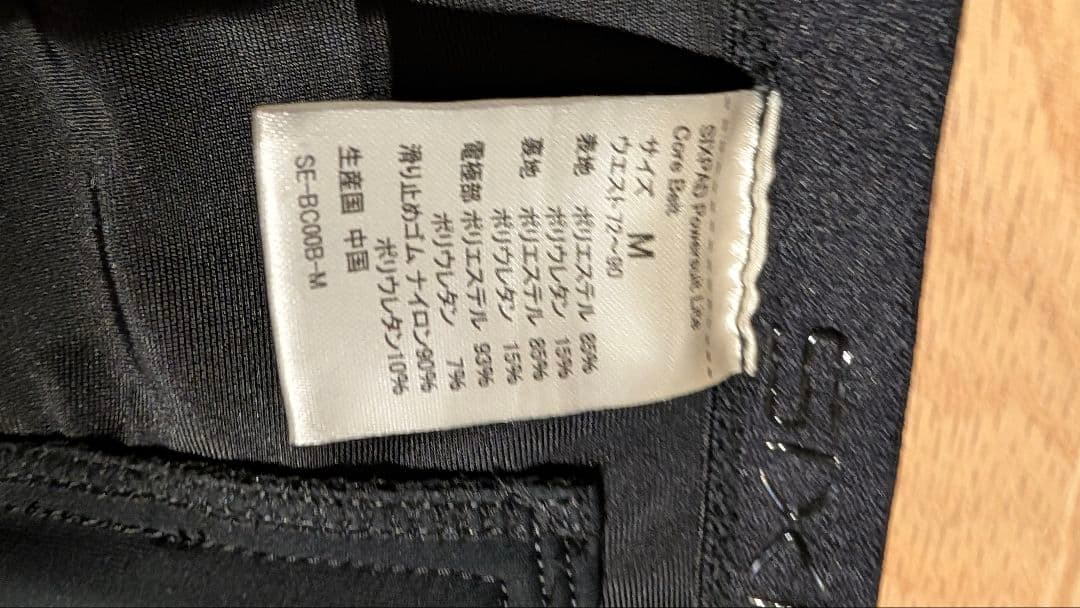 SIXPAD Powersuit Lite
Core Belt
サイズ M
ウエスト72～80
表地 ポリエステル 85%
ポリウレタン 15%
裏地 ポリエステル 85%
ポリウレタン 15%
電極部 ポリエステル 93%
ポリウレタン 7%
滑り止めゴム ナイロン90%
ポリウレタン10%
生産国 中国
SE-BC00B-M
SIX